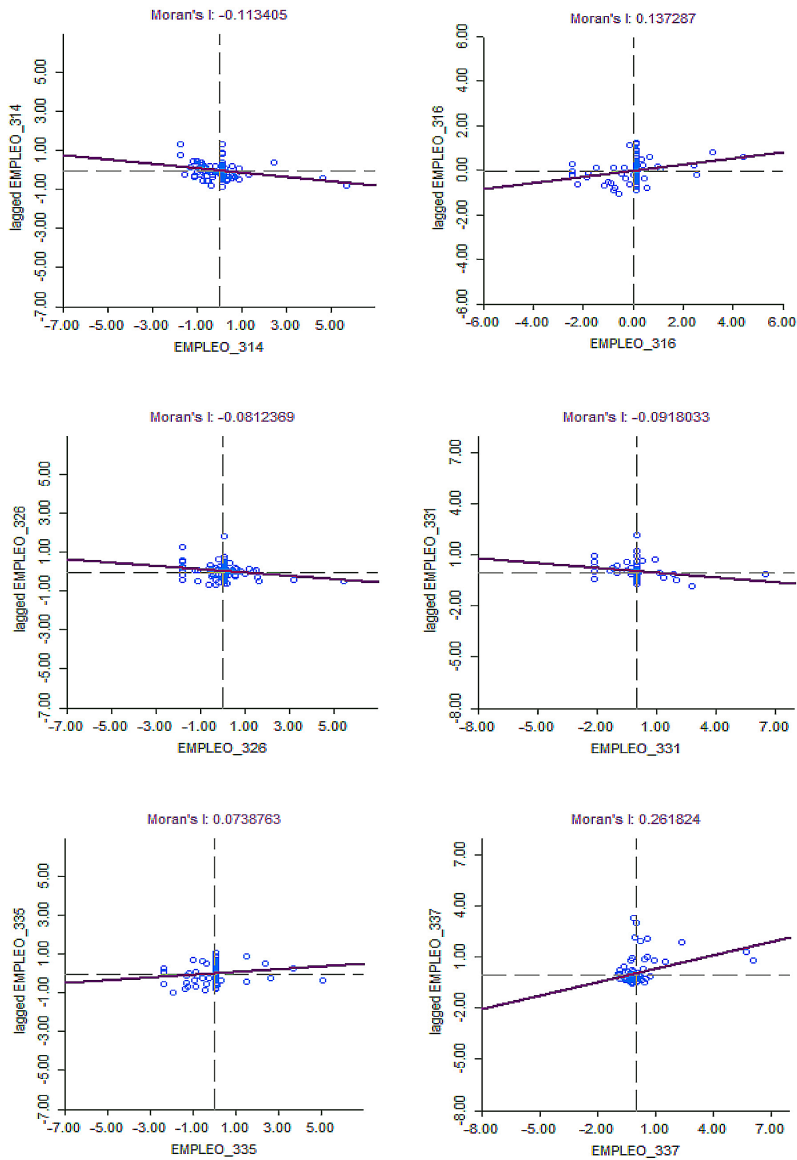 Moran's I: -0.113405
lagged EMPLEO_314
5.00
3.00
1.00
-1.00
-3.00
-5.00
-7.00
-7.00 -5.00 -3.00 -1.00 1.00 3.00 5.00
EMPLEO_314
Moran's I: 0.137287
lagged EMPLEO_316
6.00
4.00
2.00
0.00
-2.00
-4.00
-6.00
-6.00 -4.00 -2.00 0.00 2.00 4.00 6.00
EMPLEO_316
Moran's I: -0.0812369
lagged EMPLEO_326
5.00
3.00
1.00
-1.00
-3.00
-5.00
-7.00
-7.00 -5.00 -3.00 -1.00 1.00 3.00 5.00
EMPLEO_326
Moran's I: -0.0918033
lagged EMPLEO_331
7.00
4.00
1.00
-2.00
-5.00
-8.00
-8.00 -5.00 -2.00 1.00 4.00 7.00
EMPLEO_331
Moran's I: 0.0738763
lagged EMPLEO_335
5.00
3.00
1.00
-1.00
-3.00
-5.00
-7.00
-7.00 -5.00 -3.00 -1.00 1.00 3.00 5.00
EMPLEO_335
Moran's I: 0.261824
lagged EMPLEO_337
7.00
4.00
1.00
-2.00
-5.00
-8.00
-8.00 -5.00 -2.00 1.00 4.00 7.00
EMPLEO_337